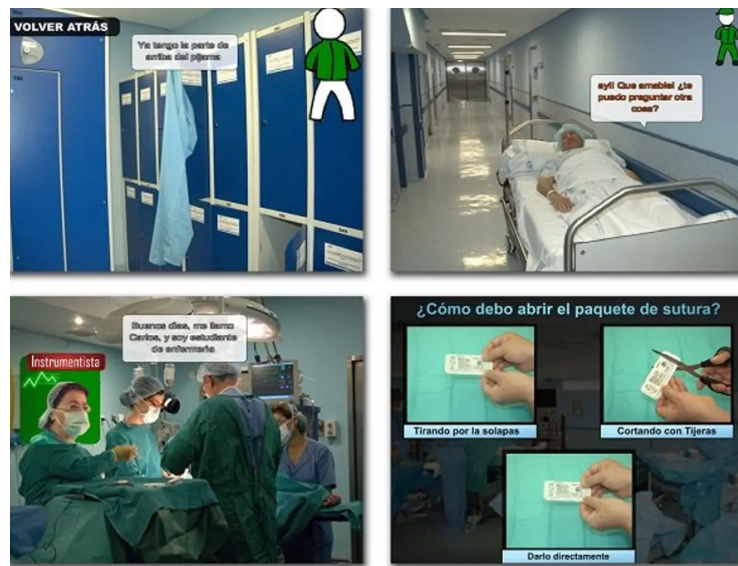 VOLVER ATRÁS
Ya tengo la parte de
arriba del pijama
ay!! Que amable! ¿te
puedo preguntar otra
cosa?
Instrumentista
Buenos días, me llamo
Carlos, y soy estudiante
de enfermería
¿Cómo debo abrir el paquete de sutura?
Tirando por la solapas
Cortando con Tijeras
Darlo directamente